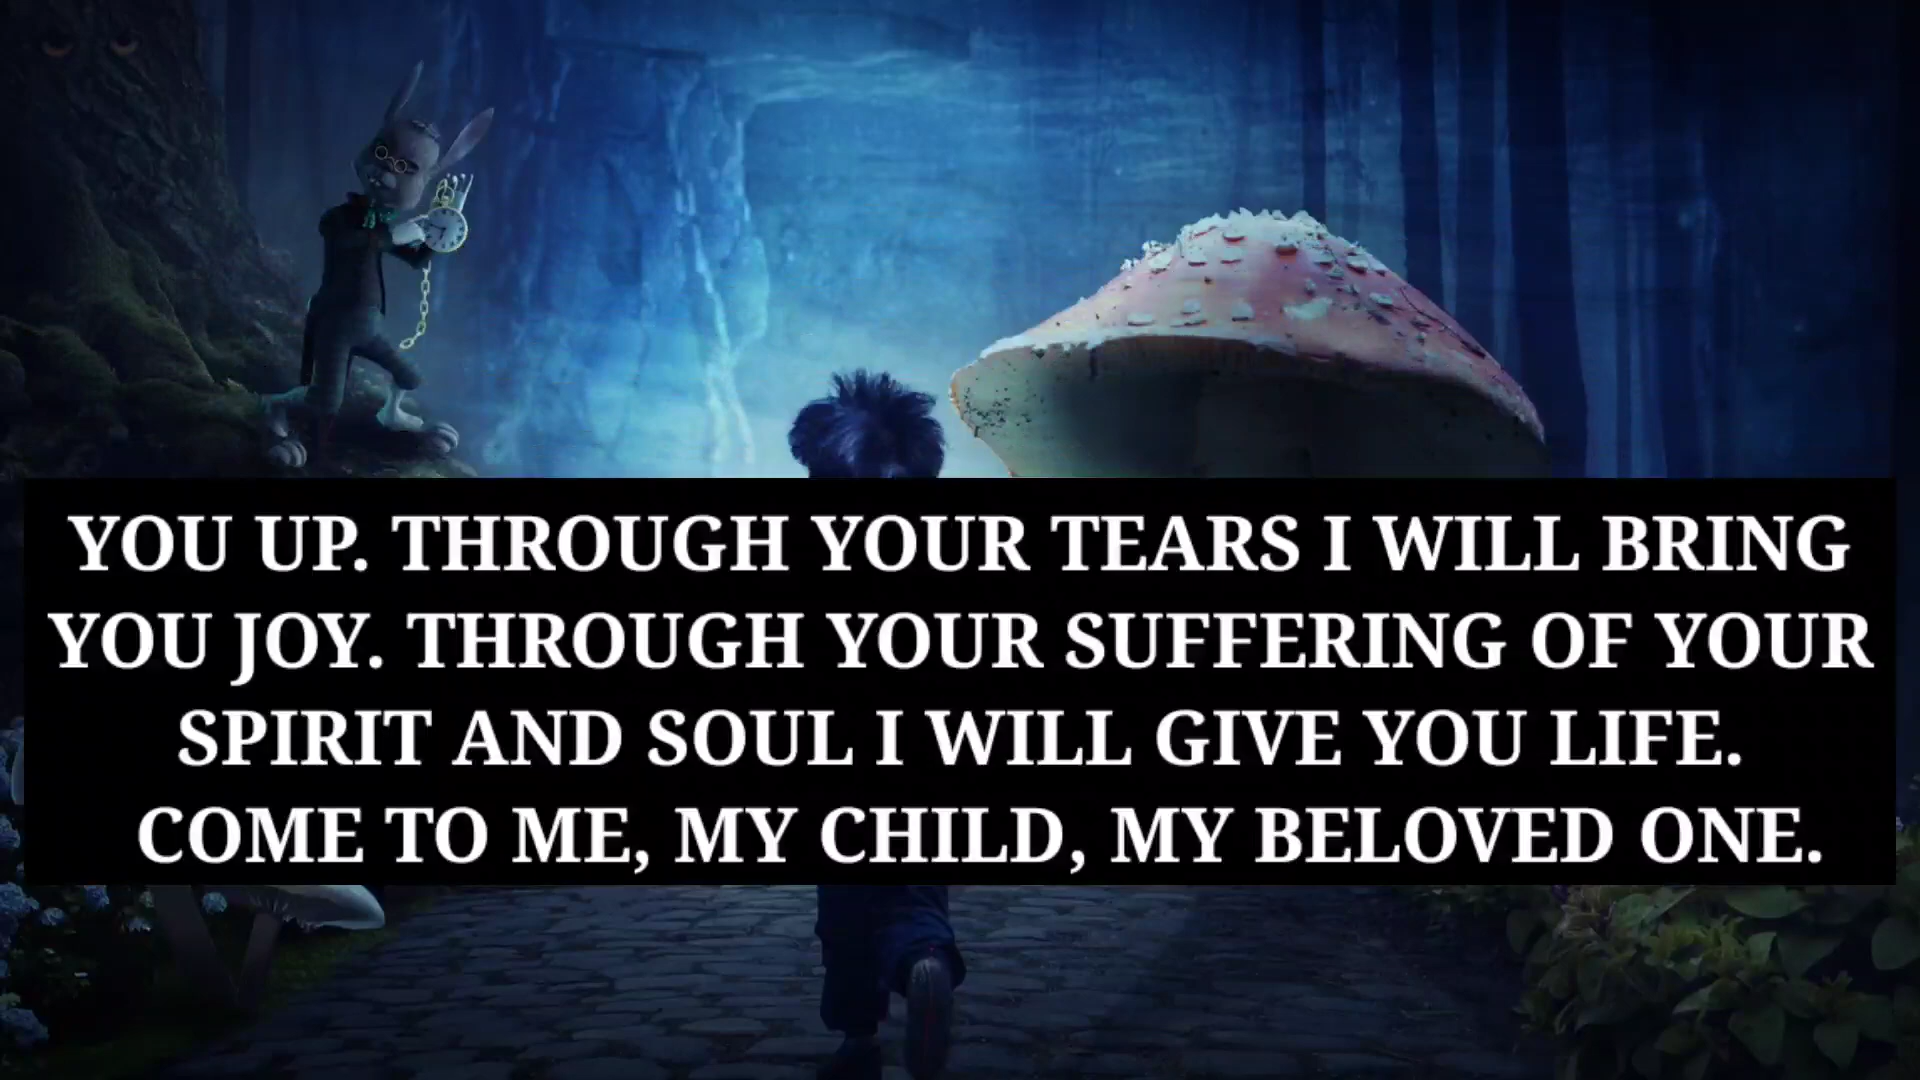 YOU UP. THROUGH YOUR TEARS I WILL BRING
YOU JOY. THROUGH YOUR SUFFERING OF YOUR
SPIRIT AND SOUL I WILL GIVE YOU LIFE.
COME TO ME, MY CHILD, MY BELOVED ONE.